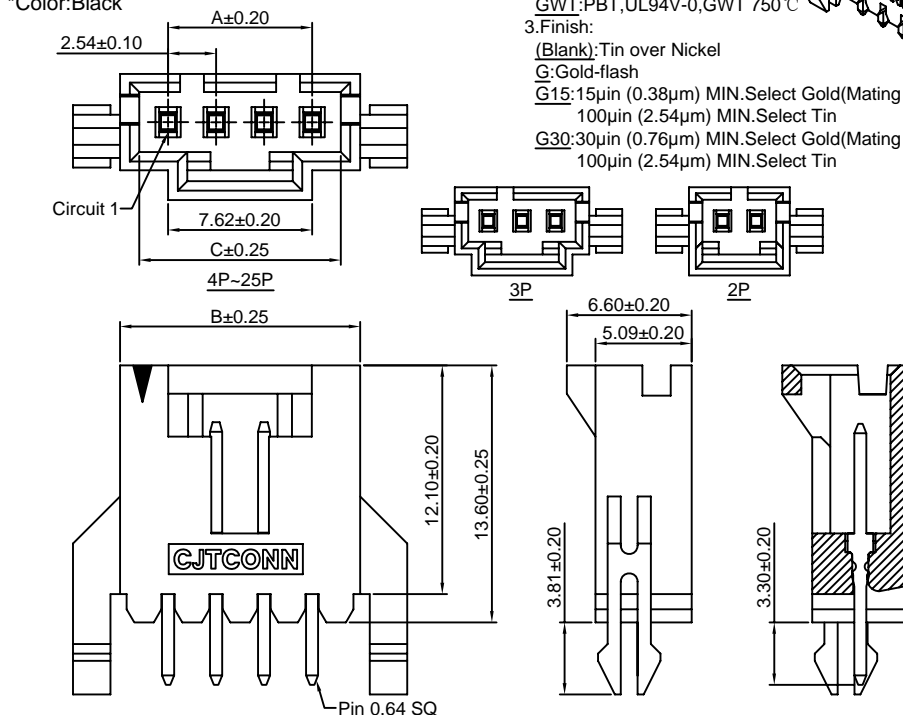 *Color:Black
GWT:PBT,UL94V-0,GWT 750℃
3.Finish:
(Blank):Tin over Nickel
G:Gold-flash
G15:15μin (0.38μm) MIN.Select Gold(Mating
100μin (2.54μm) MIN.Select Tin
G30:30μin (0.76μm) MIN.Select Gold(Mating
100μin (2.54μm) MIN.Select Tin
A±0.20
2.54±0.10
Circuit 1
7.62±0.20
C±0.25
4P~25P
3P
2P
B±0.25
6.60±0.20
5.09±0.20
12.10±0.20
13.60±0.25
3.81±0.20
3.30±0.20
CJTCONN
Pin 0.64 SQ